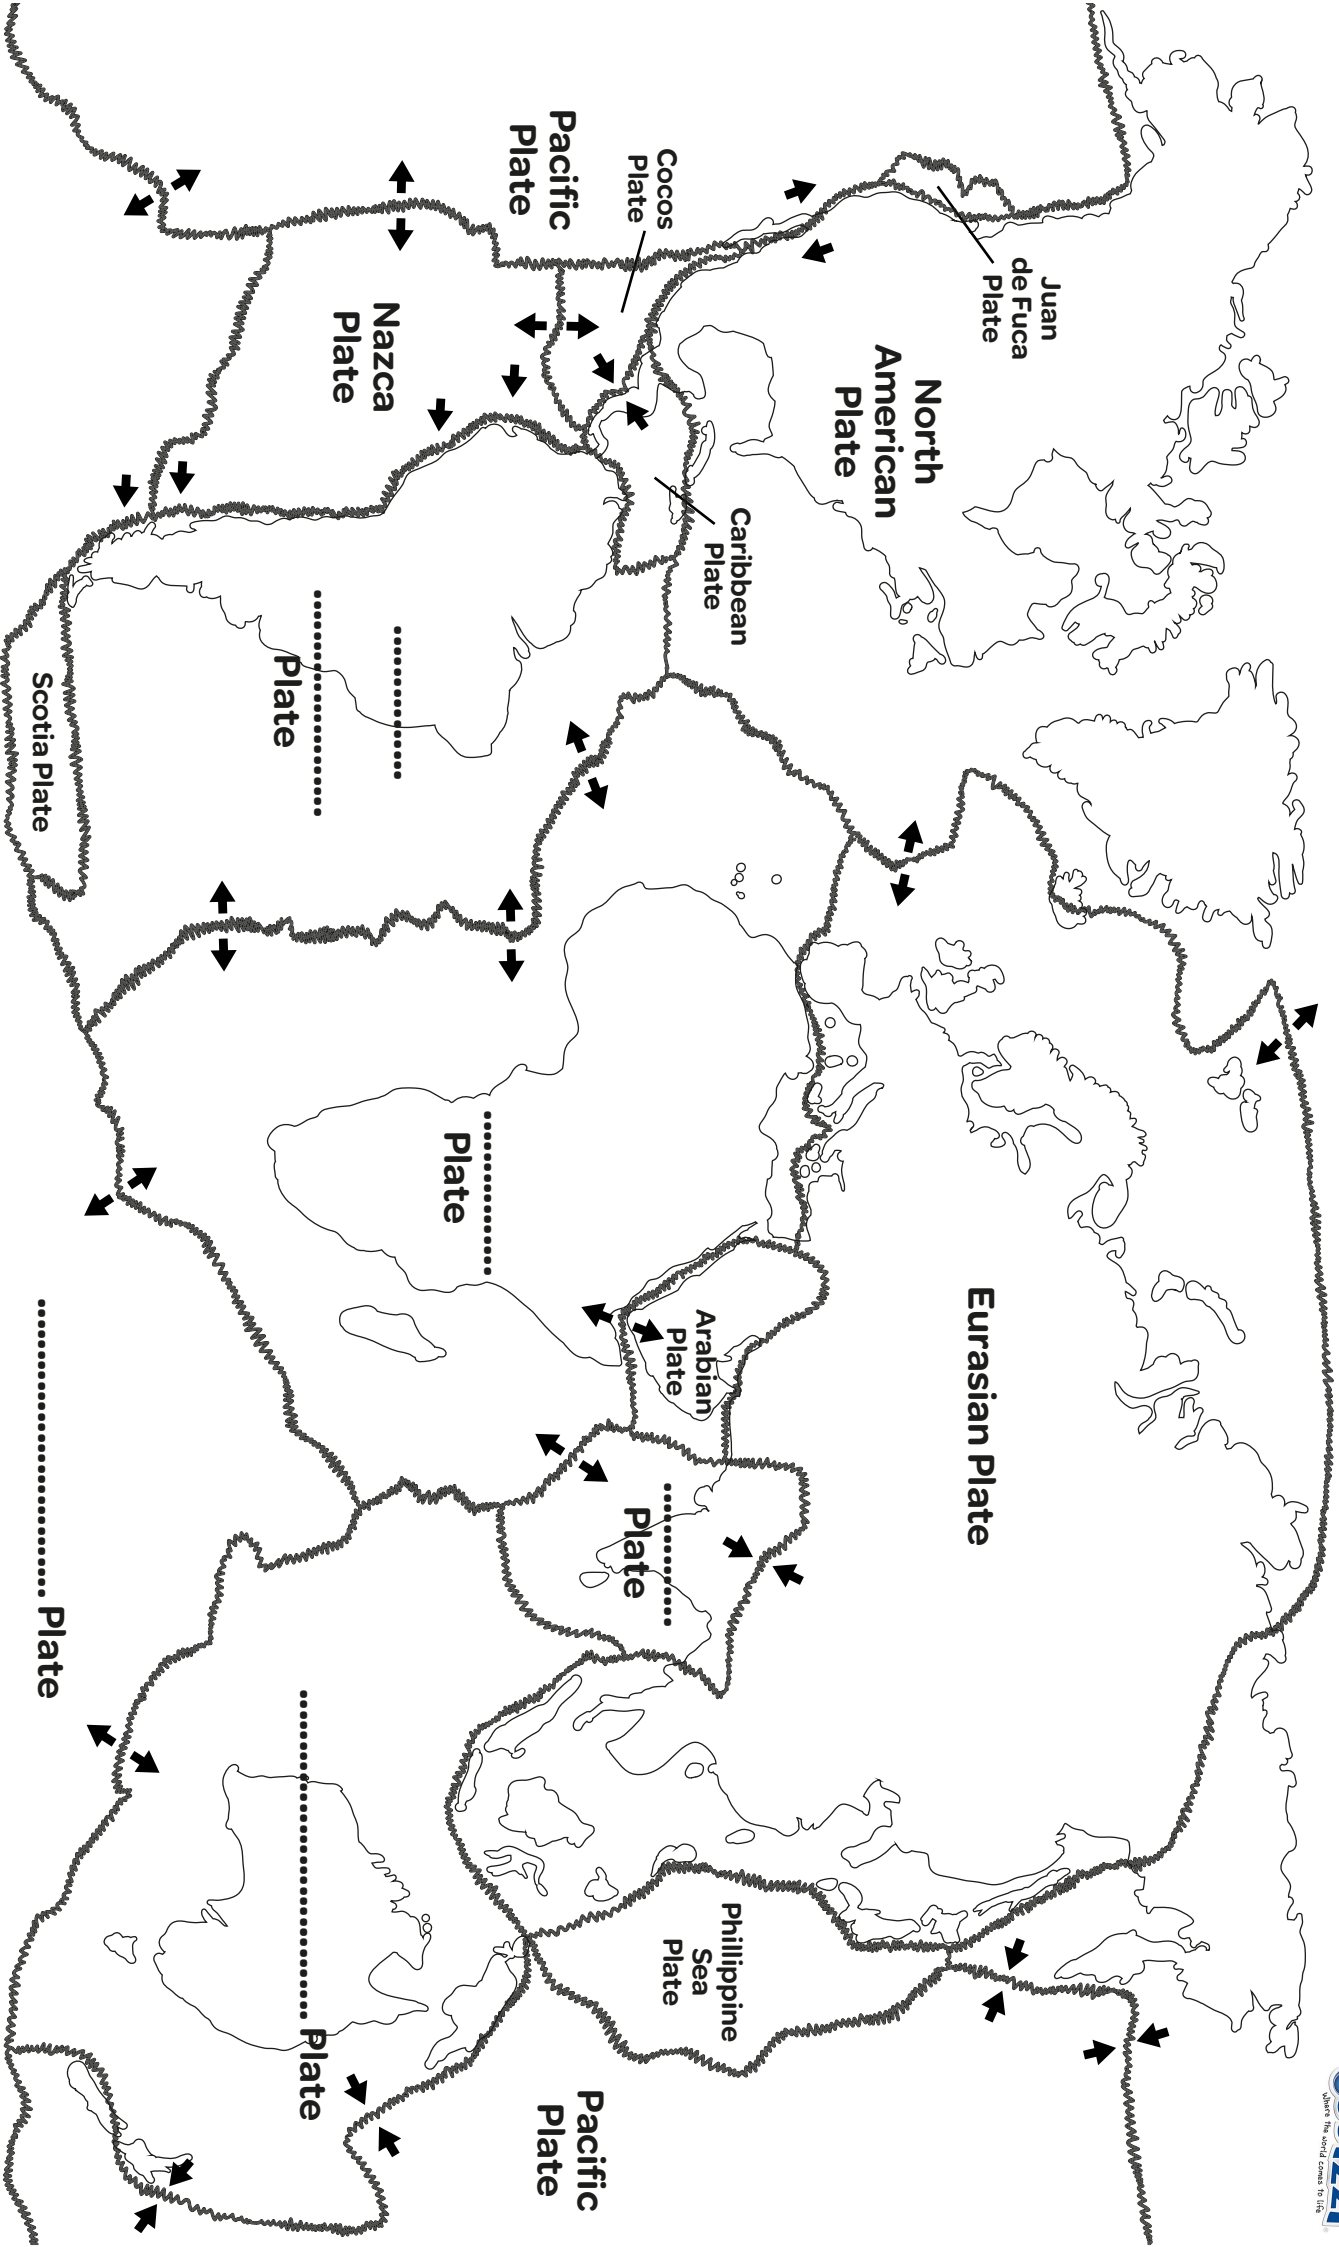 where the world comes to life
Juan
de Fuca
Plate
Eurasian Plate
North
American
Plate
Caribbean
Plate
Phillippine
Sea
Plate
Arabian
Plate
Cocos
Plate
Plate
Pacific
Plate
Pacific
Plate
Plate
Nazca
Plate
Plate
Plate
Scotia Plate
Plate